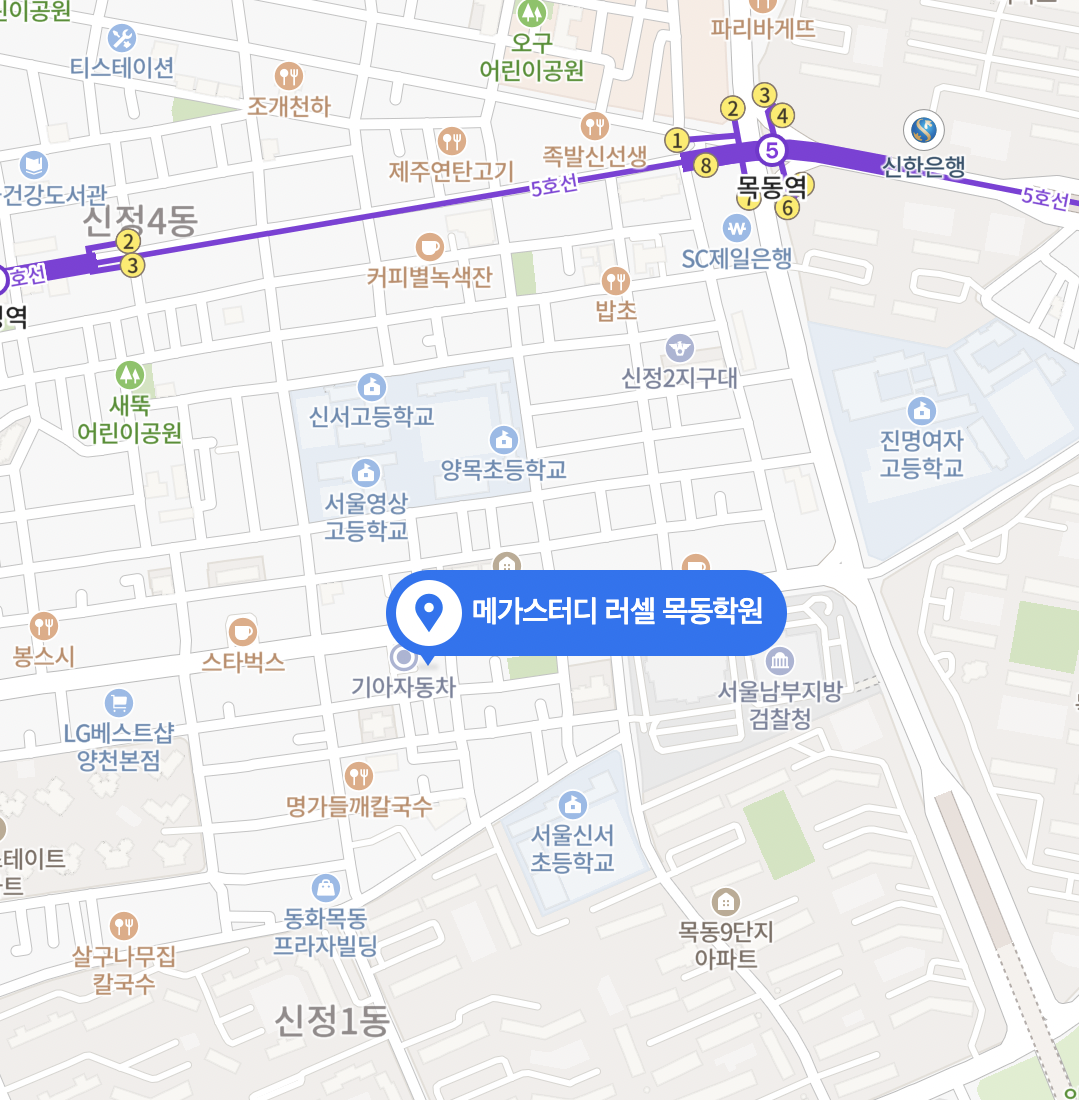 린이공원
오구
어린이공원
파리바게뜨
티스테이션
조개천하
2
3
4
1
8
5
제주연탄고기
족발신선생
신한은행
건강도서관
5호선
목동역
7
6
5호선
신정4동
2
3
호선
SC제일은행
커피별녹색잔
밥초
역
신정2지구대
새뚝
어린이공원
신서고등학교
양목초등학교
진명여자
고등학교
서울영상
고등학교
메가스터디 러셀 목동학원
봉스시
스타벅스
기아자동차
서울남부지방
검찰청
LG베스트샵
양천본점
명가들깨칼국수
서울신서
초등학교
테이트
트
동화목동
프라자빌딩
목동9단지
아파트
살구나무집
칼국수
신정1동